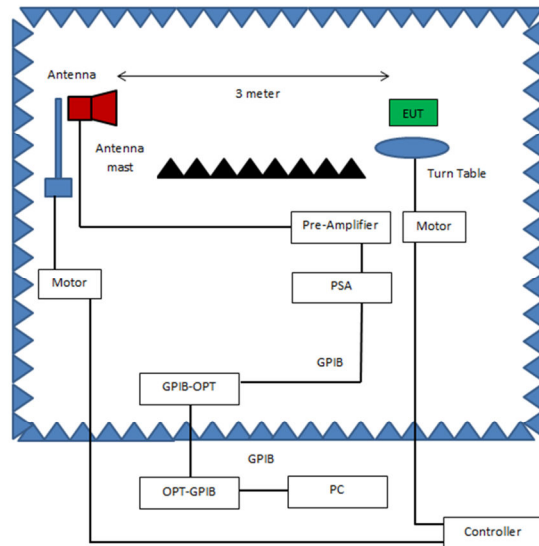 Antenna
3 meter
EUT
Antenna
mast
Turn Table
Pre-Amplifier
Motor
Motor
PSA
GPIB
GPIB-OPT
GPIB
OPT-GPIB
PC
Controller